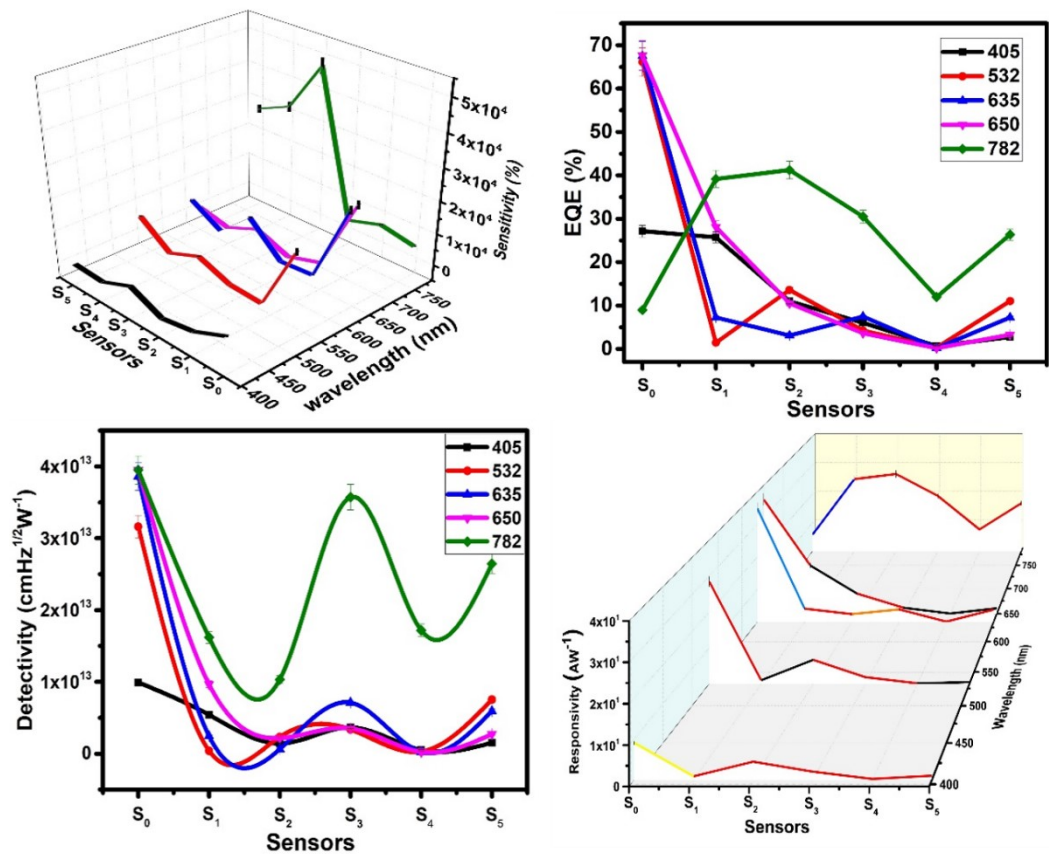 5x10⁴
4x10⁴
3x10⁴
2x10⁴
1x10⁴
0
Sensitivity (%)
S₅
S₄
S₃
S₂
S₁
S₀
Sensors
400
450
500
550
600
650
700
750
wavelength (nm)
70
60
50
40
30
20
10
0
EQE (%)
405
532
635
650
782
S₀ S₁ S₂ S₃ S₄ S₅
Sensors
4x10¹³
3x10¹³
2x10¹³
1x10¹³
0
Detectivity (cmHz¹/²W⁻¹)
405
532
635
650
782
S₀ S₁ S₂ S₃ S₄ S₅
Sensors
4x10¹
3x10¹
2x10¹
1x10¹
0
Responsivity (AW⁻¹)
S₀ S₁ S₂ S₃ S₄ S₅
Sensors
750
700
650
600
550
500
450
400
Wavelength (nm)